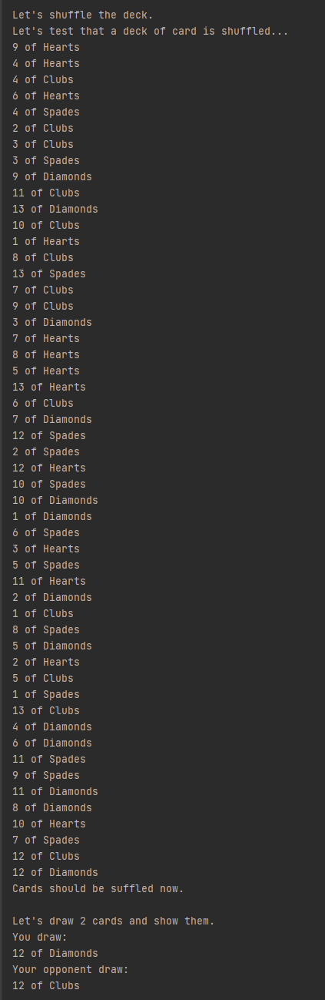 Let's shuffle the deck.
Let's test that a deck of card is shuffled...
9 of Hearts
4 of Hearts
4 of Clubs
6 of Hearts
4 of Spades
2 of Clubs
3 of Clubs
3 of Spades
9 of Diamonds
11 of Clubs
13 of Diamonds
10 of Clubs
1 of Hearts
8 of Clubs
13 of Spades
7 of Clubs
9 of Clubs
3 of Diamonds
7 of Hearts
8 of Hearts
5 of Hearts
13 of Hearts
6 of Clubs
7 of Diamonds
12 of Spades
2 of Spades
12 of Hearts
10 of Spades
10 of Diamonds
1 of Diamonds
6 of Spades
3 of Hearts
5 of Spades
11 of Hearts
2 of Diamonds
1 of Clubs
8 of Spades
5 of Diamonds
2 of Hearts
5 of Clubs
1 of Spades
13 of Clubs
4 of Diamonds
6 of Diamonds
11 of Spades
9 of Spades
11 of Diamonds
8 of Diamonds
10 of Hearts
7 of Spades
12 of Clubs
12 of Diamonds
Cards should be suffled now.

Let's draw 2 cards and show them.
You draw:
12 of Diamonds
Your opponent draw:
12 of Clubs